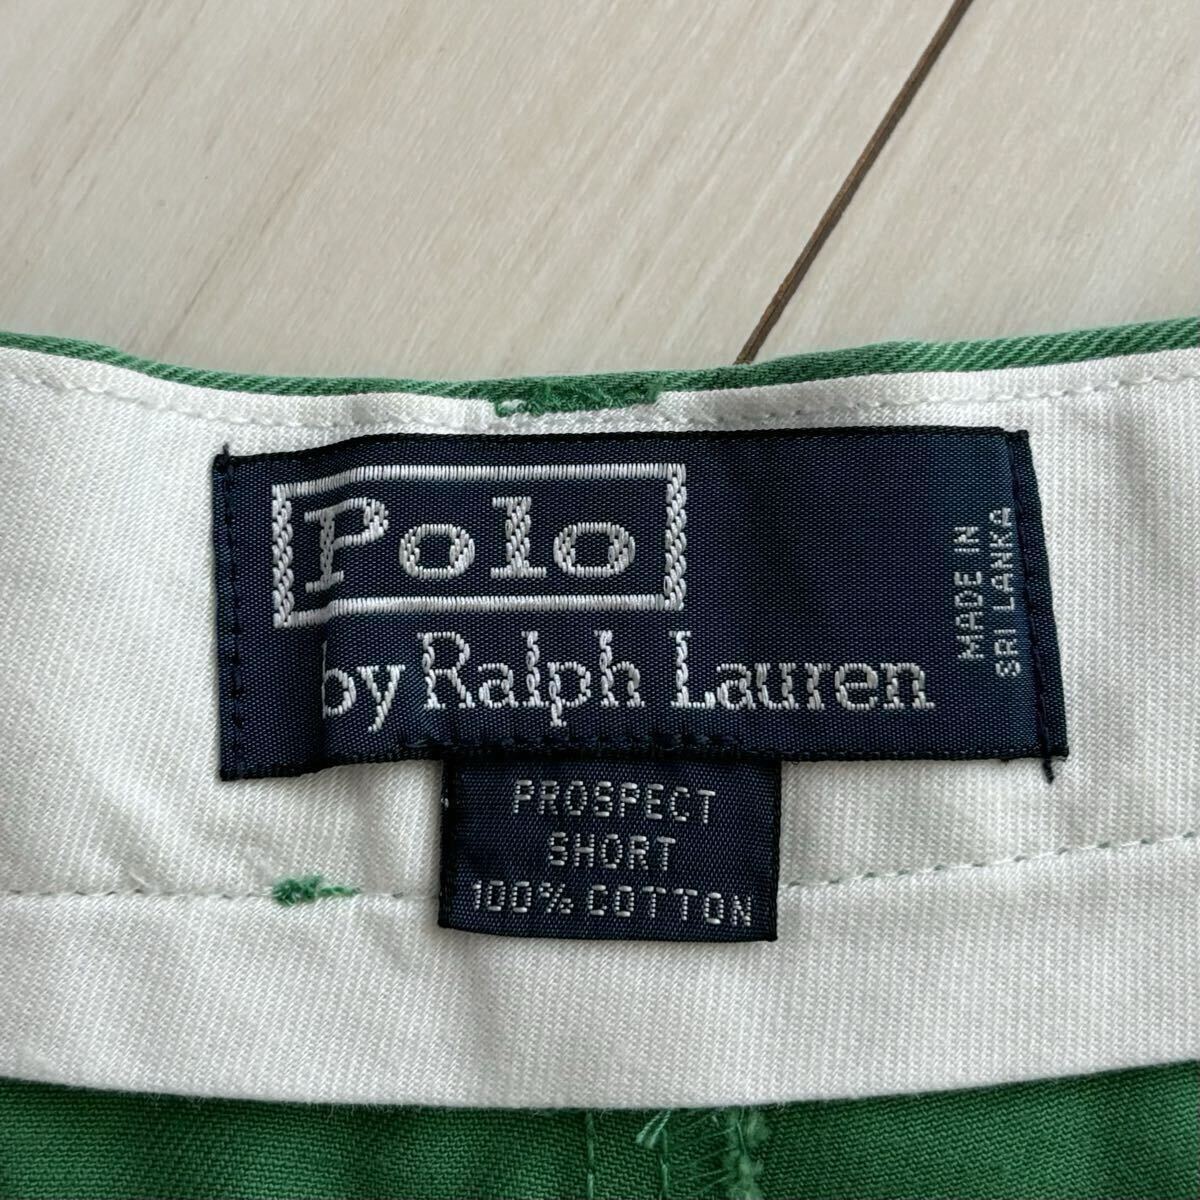 Polo
by Ralph Lauren
MADE IN
SRI LANKA
PROSPECT
SHORT
100% COTTON